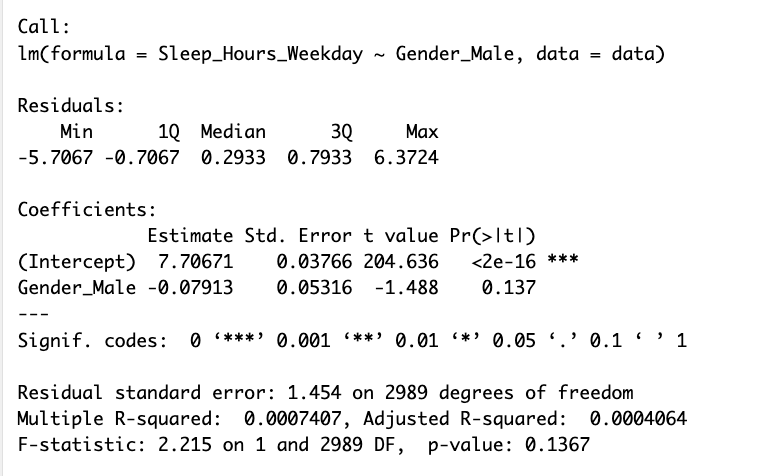 Call:
lm(formula = Sleep_Hours_Weekday ~ Gender_Male, data = data)
Residuals:
    Min      1Q  Median      3Q     Max
-5.7067 -0.7067  0.2933  0.7933  6.3724
Coefficients:
            Estimate Std. Error t value Pr(>|t|)
(Intercept)  7.70671    0.03766 204.636   <2e-16 ***
Gender_Male -0.07913    0.05316  -1.488    0.137
---
Signif. codes:  0 ‘***’ 0.001 ‘**’ 0.01 ‘*’ 0.05 ‘.’ 0.1 ‘ ’ 1
Residual standard error: 1.454 on 2989 degrees of freedom
Multiple R-squared:  0.0007407, Adjusted R-squared:  0.0004064
F-statistic: 2.215 on 1 and 2989 DF,  p-value: 0.1367